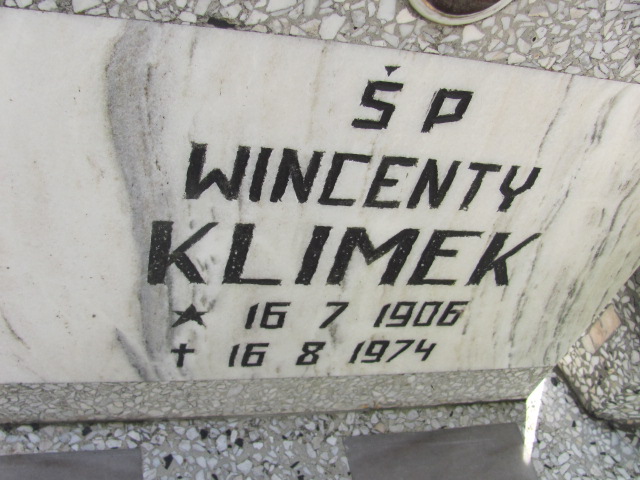 Ś P
WINCENTY
KLIMEK
★ 16 7 1906
✝ 16 8 1974